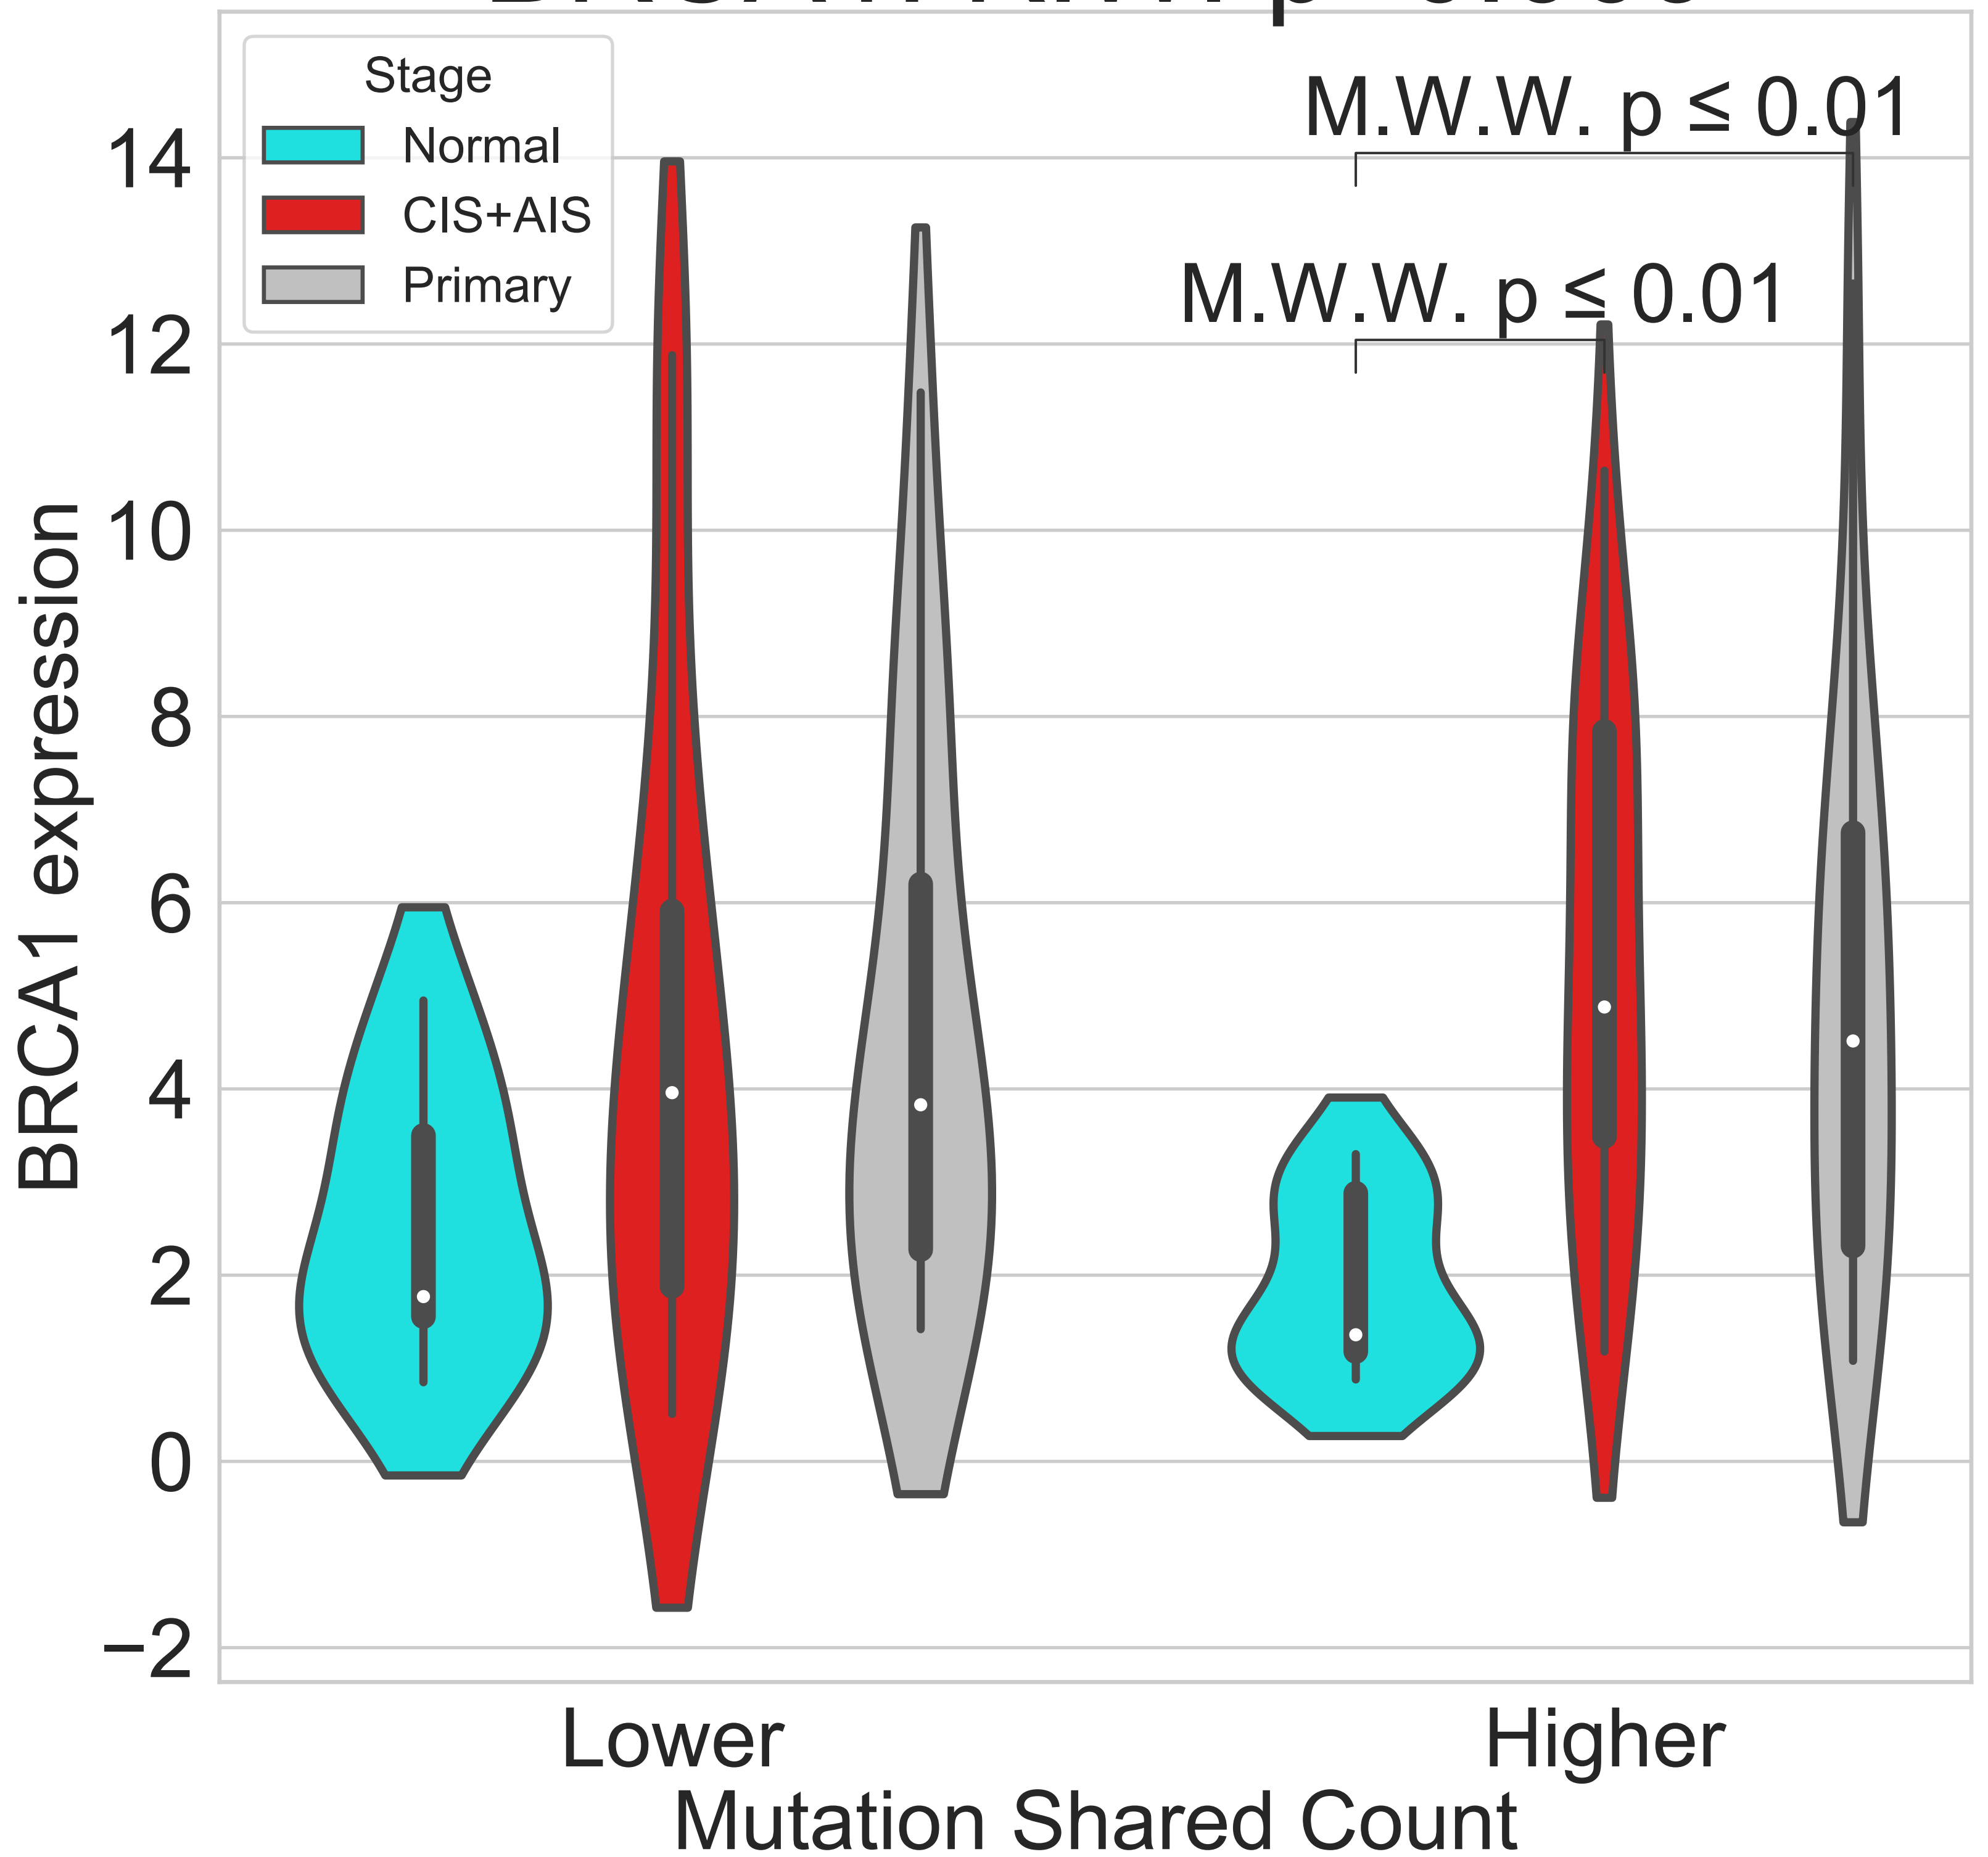 Stage
Normal
CIS+AIS
Primary
M.W.W. p ≤ 0.01
M.W.W. p ≤ 0.01
14
12
10
8
6
4
2
0
−2
BRCA1 expression
Lower
Higher
Mutation Shared Count